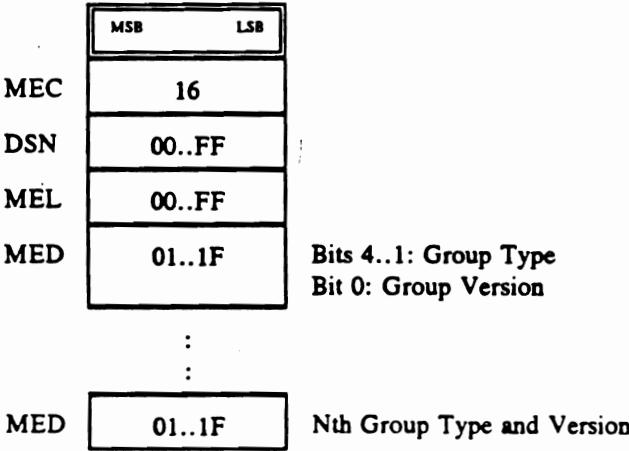 MSB LSB
MEC 16
DSN 00..FF
MEL 00..FF
MED 01..1F Bits 4..1: Group Type
Bit 0: Group Version
:
:
MED 01..1F Nth Group Type and Version